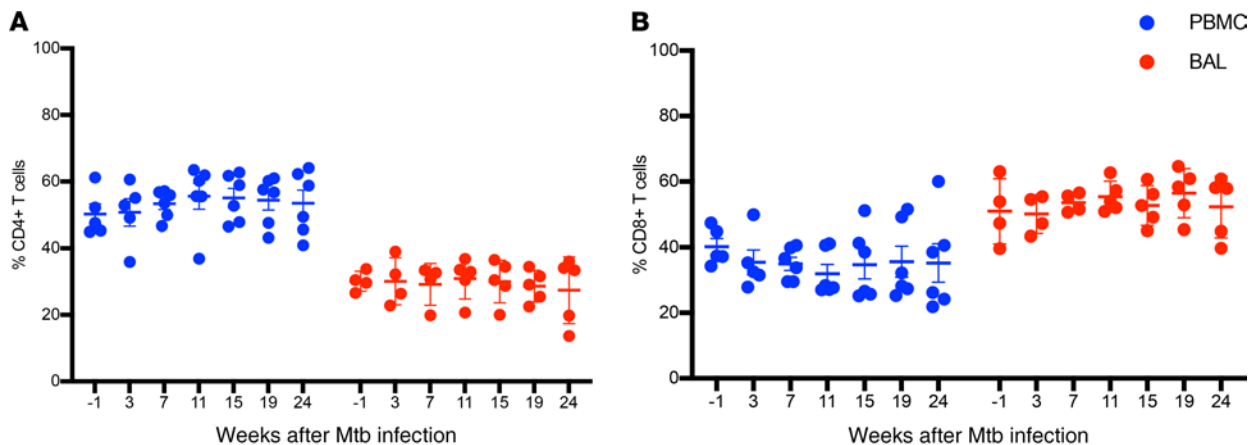 A
% CD4+ T cells
100
80
60
40
20
0
-1 3 7 11 15 19 24 -1 3 7 11 15 19 24
Weeks after Mtb infection
B
% CD8+ T cells
100
80
60
40
20
0
-1 3 7 11 15 19 24 -1 3 7 11 15 19 24
Weeks after Mtb infection
PBMC
BAL